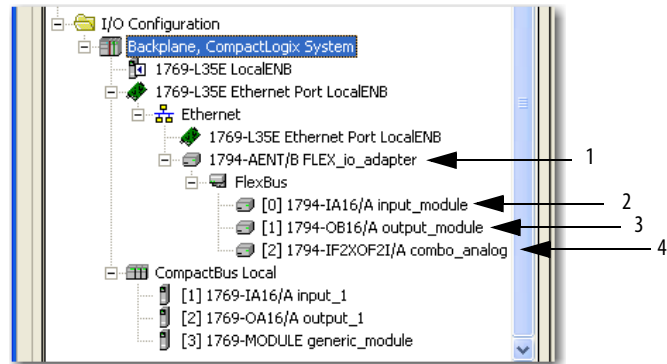 I/O Configuration
Backplane, CompactLogix System
1769-L35E LocalENB
1769-L35E Ethernet Port LocalENB
Ethernet
1769-L35E Ethernet Port LocalENB
1794-AENT/B FLEX_io_adapter 1
FlexBus
[0] 1794-IA16/A input_module 2
[1] 1794-OB16/A output_module 3
[2] 1794-IF2XOF2I/A combo_analog 4
CompactBus Local
[1] 1769-IA16/A input_1
[2] 1769-OA16/A output_1
[3] 1769-MODULE generic_module